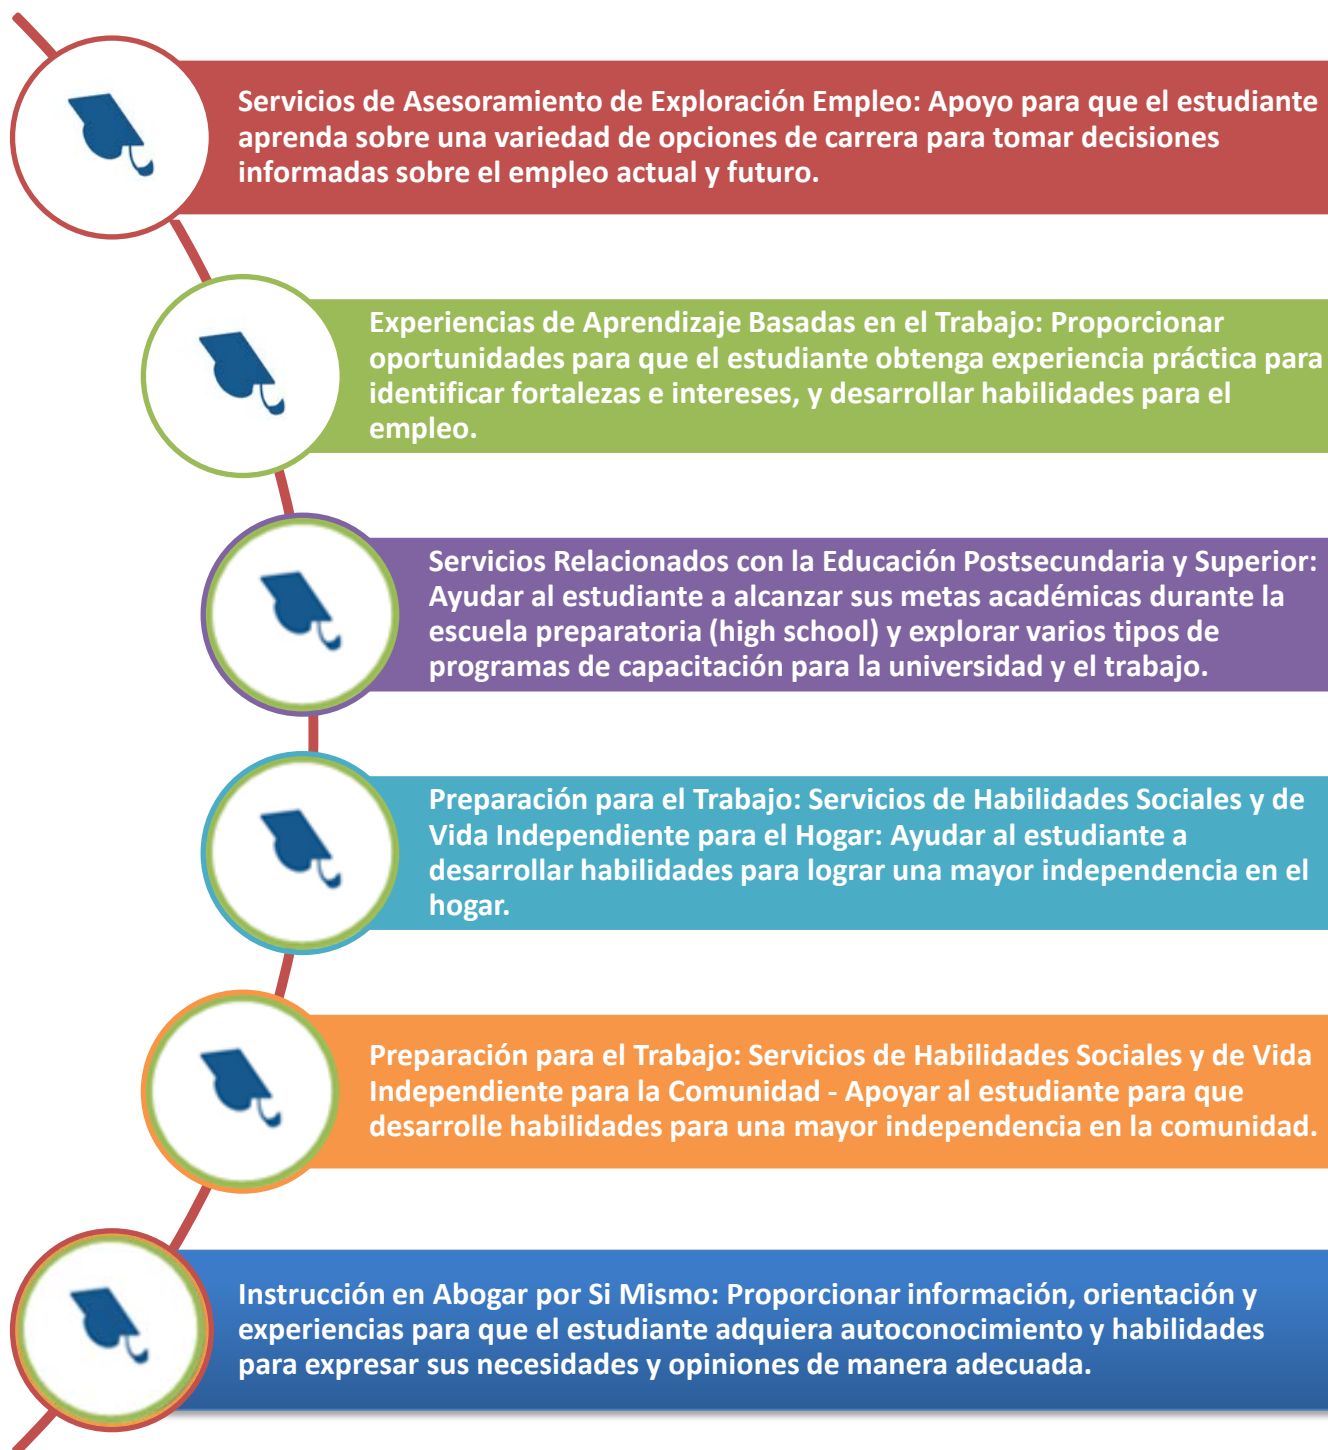 Servicios de Asesoramiento de Exploración Empleo: Apoyo para que el estudiante
aprenda sobre una variedad de opciones de carrera para tomar decisiones
informadas sobre el empleo actual y futuro.
Experiencias de Aprendizaje Basadas en el Trabajo: Proporcionar
oportunidades para que el estudiante obtenga experiencia práctica para
identificar fortalezas e intereses, y desarrollar habilidades para el
empleo.
Servicios Relacionados con la Educación Postsecundaria y Superior:
Ayudar al estudiante a alcanzar sus metas académicas durante la
escuela preparatoria (high school) y explorar varios tipos de
programas de capacitación para la universidad y el trabajo.
Preparación para el Trabajo: Servicios de Habilidades Sociales y de
Vida Independiente para el Hogar: Ayudar al estudiante a
desarrollar habilidades para lograr una mayor independencia en el
hogar.
Preparación para el Trabajo: Servicios de Habilidades Sociales y de Vida
Independiente para la Comunidad - Apoyar al estudiante para que
desarrolle habilidades para una mayor independencia en la comunidad.
Instrucción en Abogar por Si Mismo: Proporcionar información, orientación y
experiencias para que el estudiante adquiera autoconocimiento y habilidades
para expresar sus necesidades y opiniones de manera adecuada.